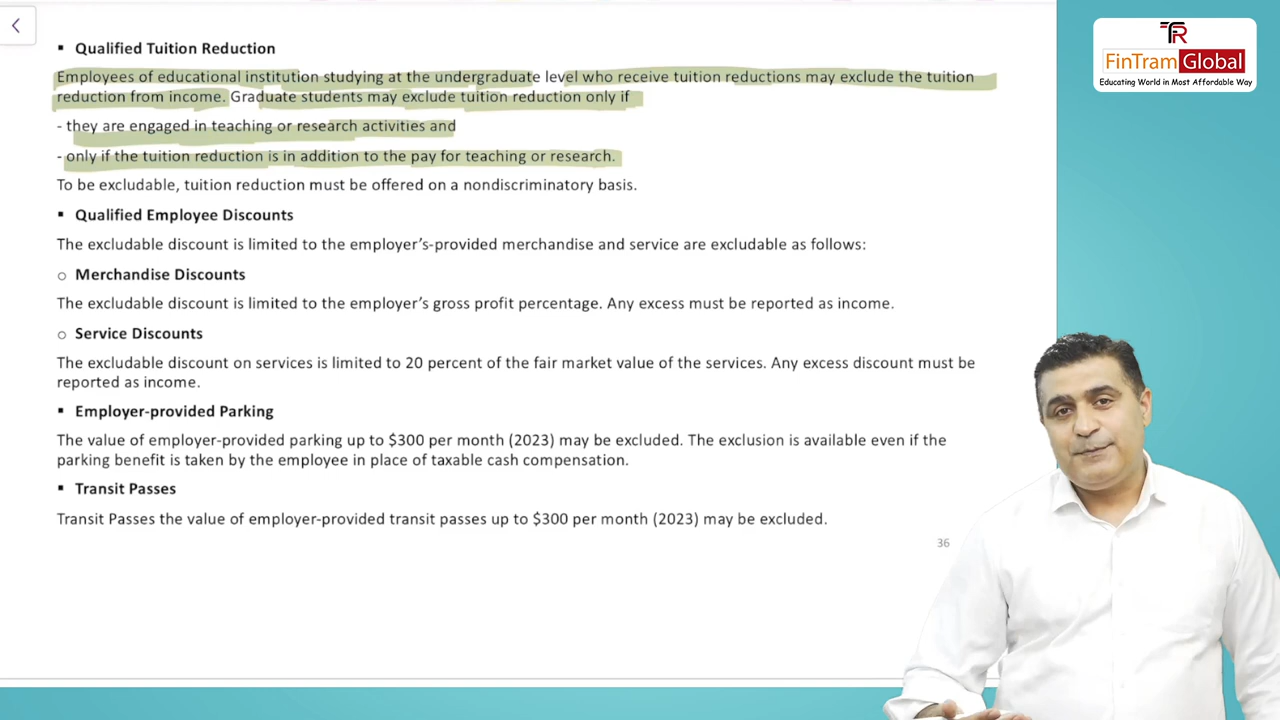 ▪ Qualified Tuition Reduction
Employees of educational institution studying at the undergraduate level who receive tuition reductions may exclude the tuition
reduction from income. Graduate students may exclude tuition reduction only if
- they are engaged in teaching or research activities and
- only if the tuition reduction is in addition to the pay for teaching or research.
To be excludable, tuition reduction must be offered on a nondiscriminatory basis.
▪ Qualified Employee Discounts
The excludable discount is limited to the employer's-provided merchandise and service are excludable as follows:
o Merchandise Discounts
The excludable discount is limited to the employer's gross profit percentage. Any excess must be reported as income.
o Service Discounts
The excludable discount on services is limited to 20 percent of the fair market value of the services. Any excess discount must be
reported as income.
▪ Employer-provided Parking
The value of employer-provided parking up to $300 per month (2023) may be excluded. The exclusion is available even if the
parking benefit is taken by the employee in place of taxable cash compensation.
▪ Transit Passes
Transit Passes the value of employer-provided transit passes up to $300 per month (2023) may be excluded.
36
FinTram Global
Educating World in Most Affordable Way